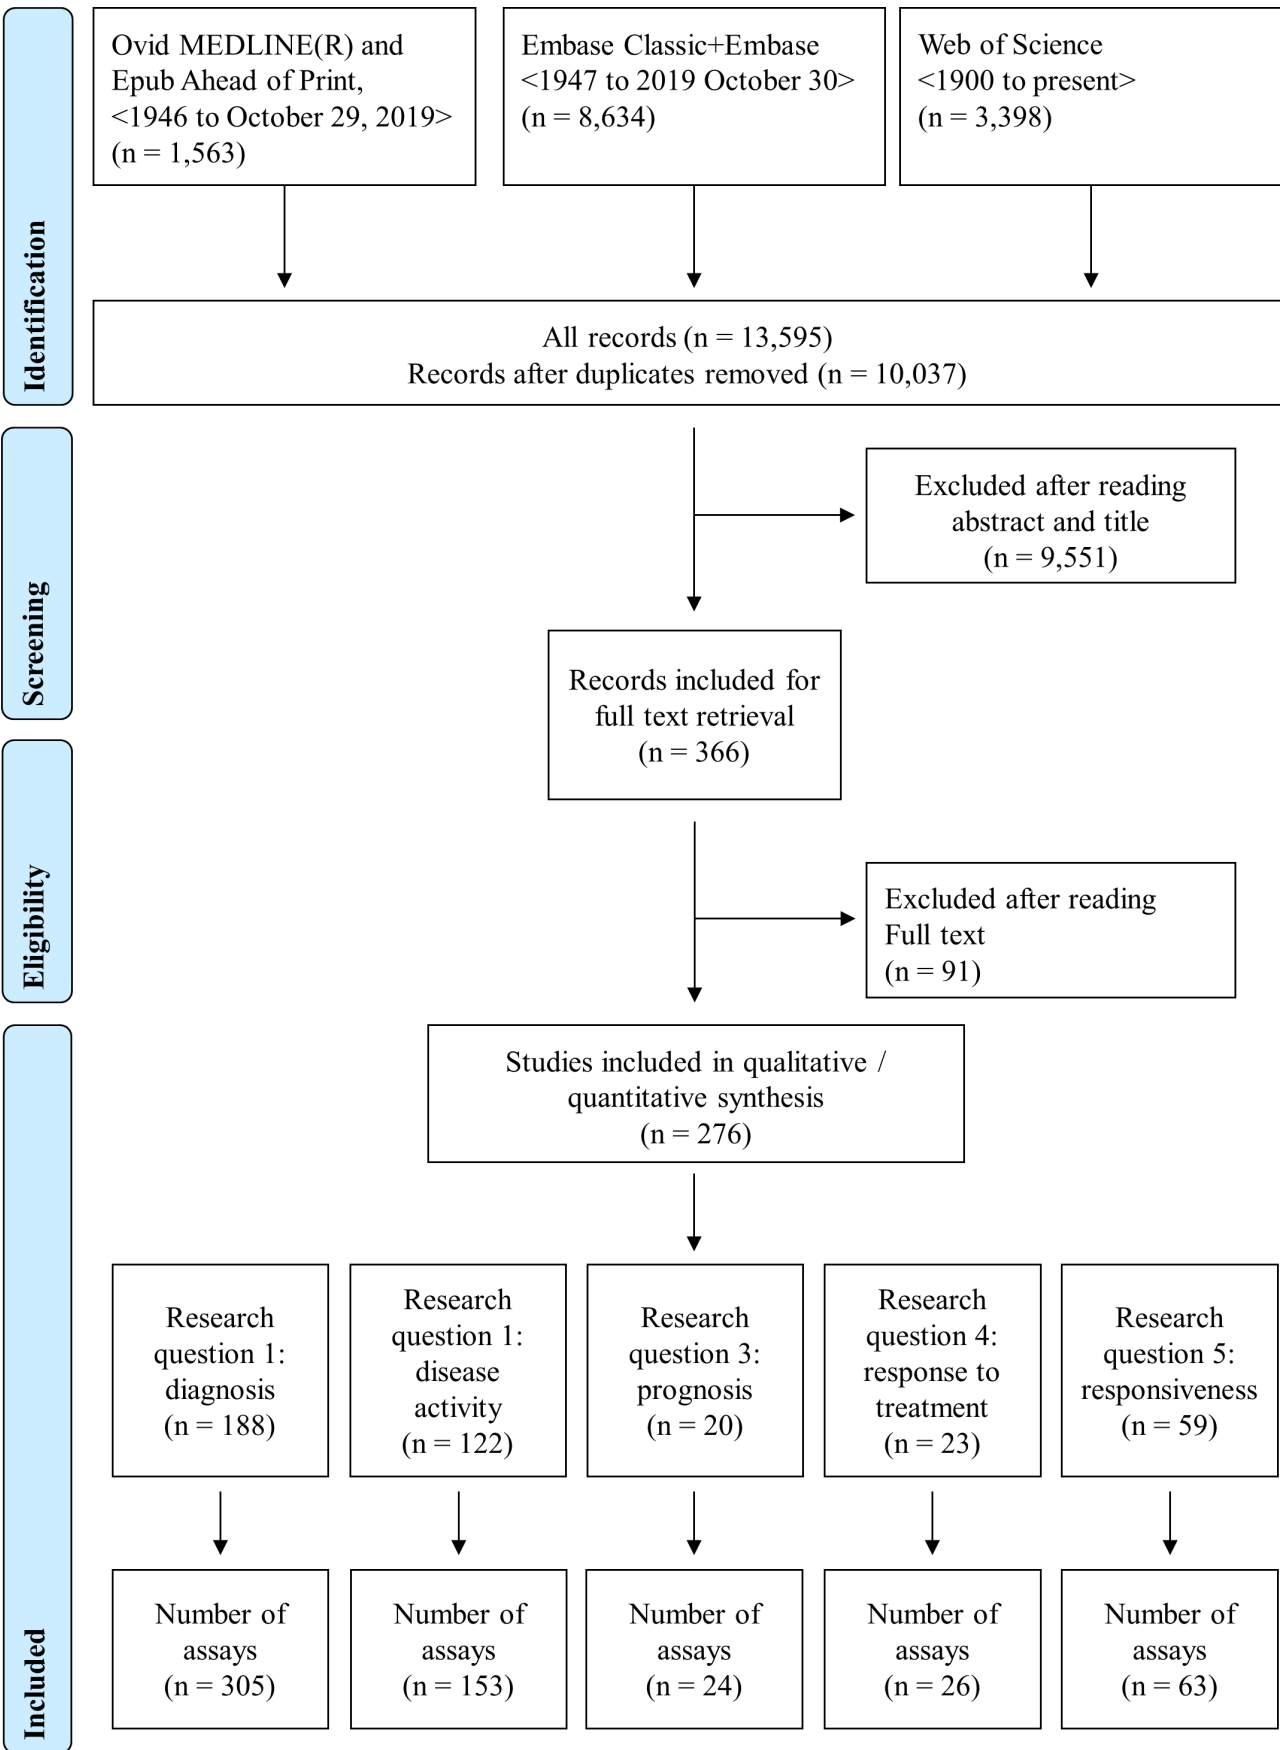 Identification
Ovid MEDLINE(R) and
Epub Ahead of Print,
<1946 to October 29, 2019>
(n = 1,563)
Embase Classic+Embase
<1947 to 2019 October 30>
(n = 8,634)
Web of Science
<1900 to present>
(n = 3,398)
All records (n = 13,595)
Records after duplicates removed (n = 10,037)
Screening
Excluded after reading
abstract and title
(n = 9,551)
Records included for
full text retrieval
(n = 366)
Eligibility
Excluded after reading
Full text
(n = 91)
Included
Studies included in qualitative /
quantitative synthesis
(n = 276)
Research
question 1:
diagnosis
(n = 188)
Research
question 1:
disease
activity
(n = 122)
Research
question 3:
prognosis
(n = 20)
Research
question 4:
response to
treatment
(n = 23)
Research
question 5:
responsiveness
(n = 59)
Number of
assays
(n = 305)
Number of
assays
(n = 153)
Number of
assays
(n = 24)
Number of
assays
(n = 26)
Number of
assays
(n = 63)